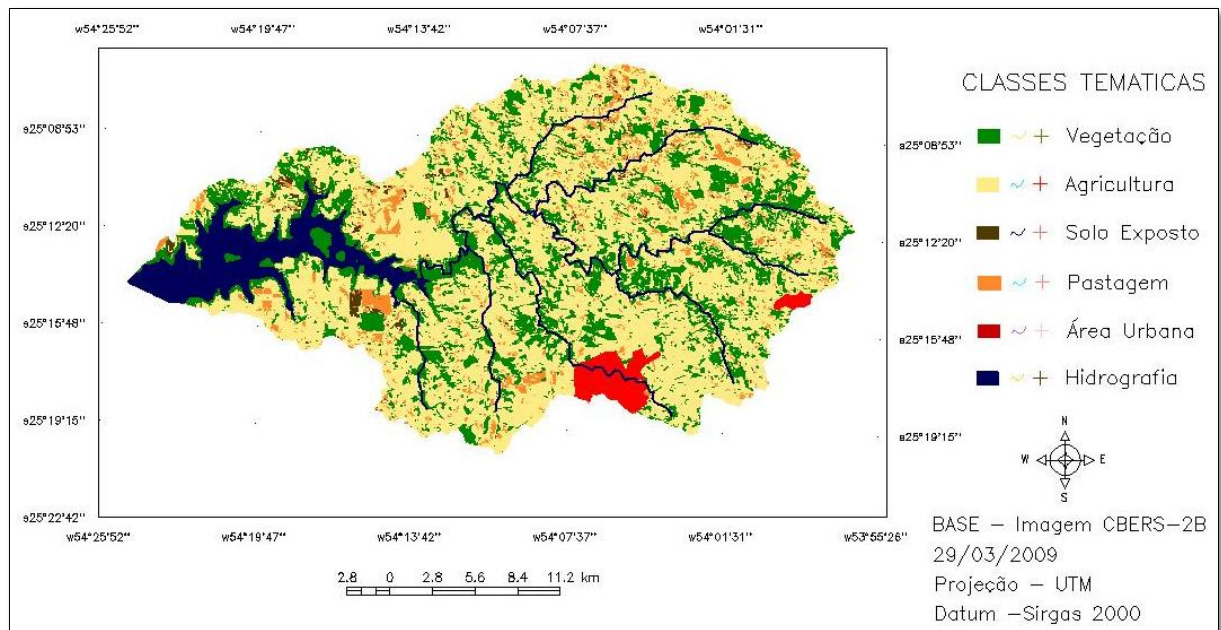 w54°25'52" w54°19'47" w54°13'42" w54°07'37" w54°01'31"
s25°08'53"
s25°12'20"
s25°15'48"
s25°19'15"
s25°22'42"
s25°08'53"
s25°12'20"
s25°15'48"
s25°19'15"
w54°25'52" w54°19'47" w54°13'42" w54°07'37" w54°01'31" w53°55'26"
2.8 0 2.8 5.6 8.4 11.2 km
CLASSES TEMATICAS
Vegetação
Agricultura
Solo Exposto
Pastagem
Área Urbana
Hidrografia
N
W E
S
BASE – Imagem CBERS–2B
29/03/2009
Projeção – UTM
Datum –Sirgas 2000